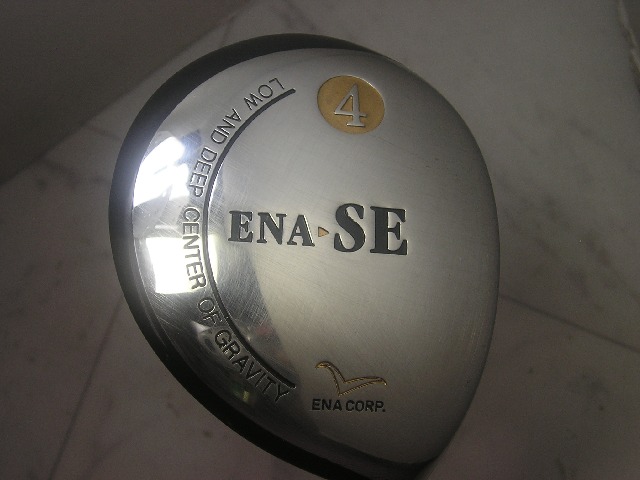 4
LOW AND DEEP CENTER OF GRAVITY
ENA SE
ENA CORP.